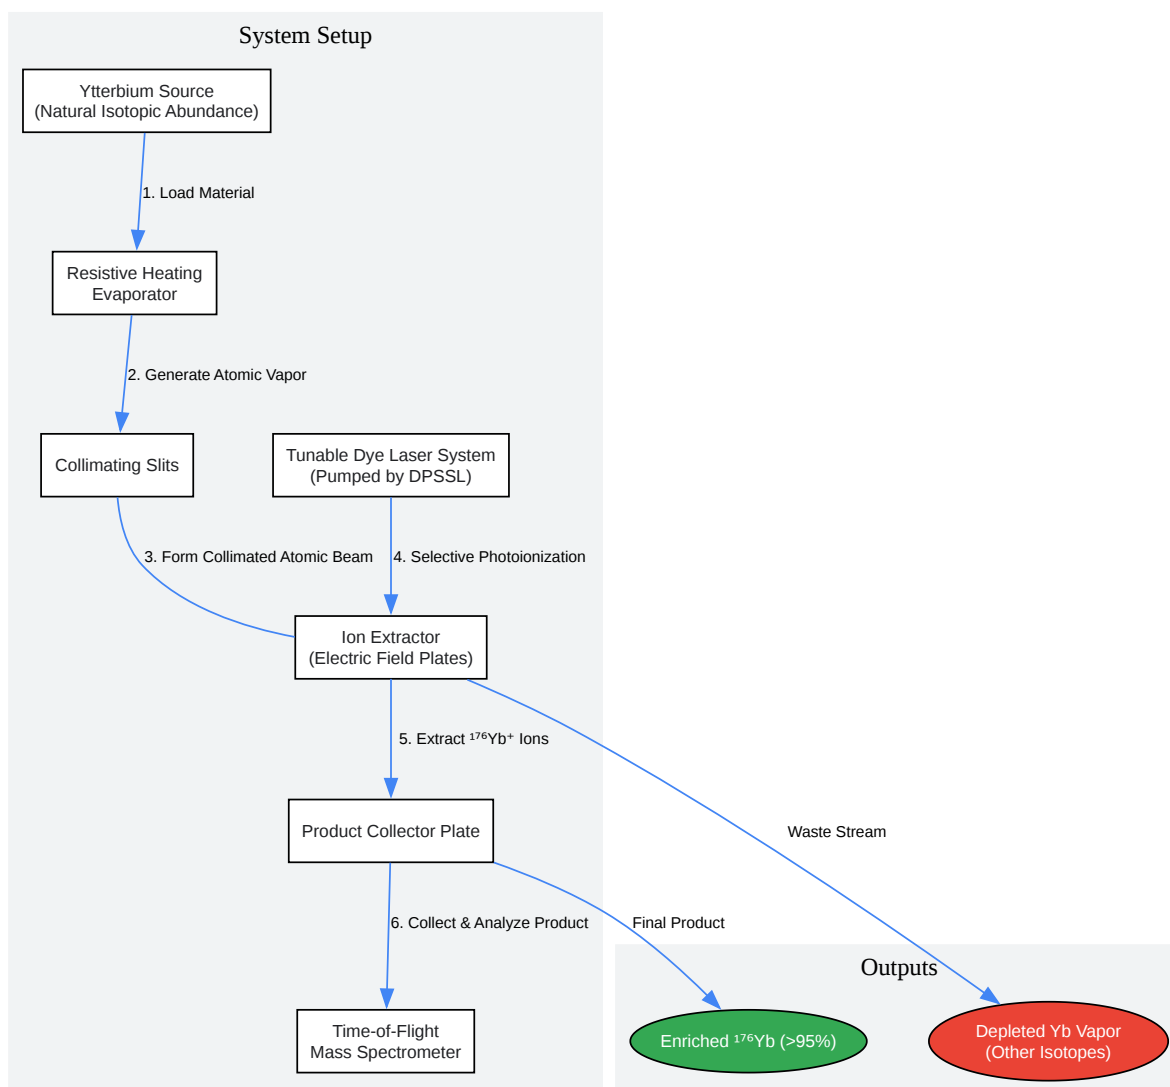 System Setup
Ytterbium Source
(Natural Isotopic Abundance)
1. Load Material
Resistive Heating
Evaporator
2. Generate Atomic Vapor
Collimating Slits
Tunable Dye Laser System
(Pumped by DPSSL)
3. Form Collimated Atomic Beam
4. Selective Photoionization
Ion Extractor
(Electric Field Plates)
5. Extract ¹⁷⁶Yb⁺ Ions
Product Collector Plate
Waste Stream
6. Collect & Analyze Product
Final Product
Outputs
Time-of-Flight
Mass Spectrometer
Enriched ¹⁷⁶Yb (>95%)
Depleted Yb Vapor
(Other Isotopes)